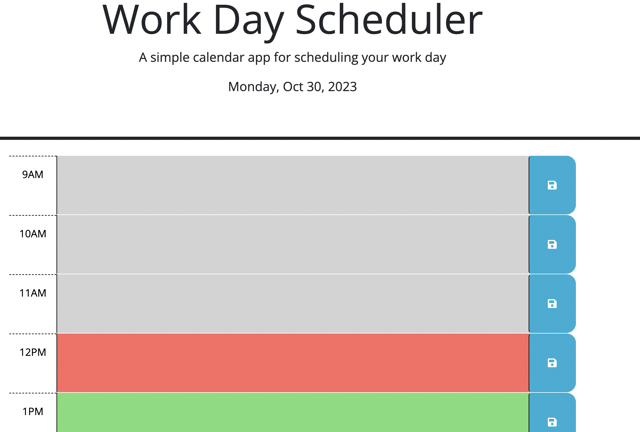 Work Day Scheduler
A simple calendar app for scheduling your work day
Monday, Oct 30, 2023
9AM
10AM
11AM
12PM
1PM